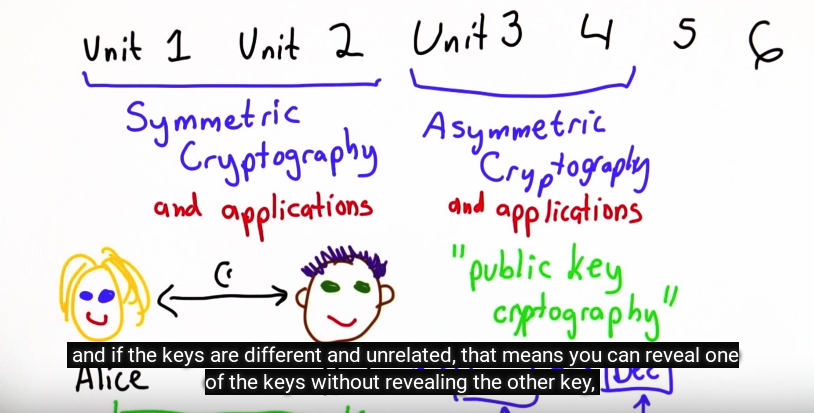 Unit 1 Unit 2 Unit 3 4 5 6
Symmetric
Cryptography
and applications
Asymmetric
Cryptography
and applications
"public key
cryptography"
and if the keys are different and unrelated, that means you can reveal one
of the keys without revealing the other key,
Alice
Dec